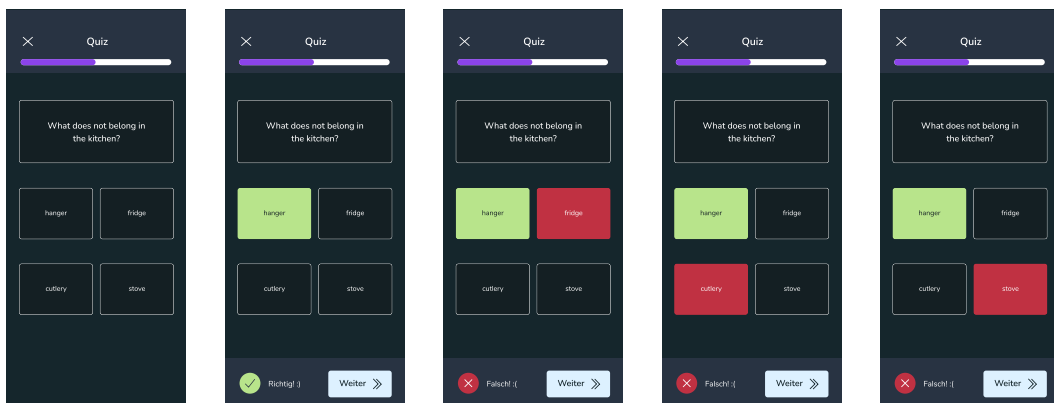 Quiz
What does not belong in
the kitchen?
hanger
fridge
cutlery
stove
Quiz
What does not belong in
the kitchen?
hanger
fridge
cutlery
stove
Richtig! :)
Weiter
Quiz
What does not belong in
the kitchen?
hanger
fridge
cutlery
stove
Falsch! :(
Weiter
Quiz
What does not belong in
the kitchen?
hanger
fridge
cutlery
stove
Falsch! :(
Weiter
Quiz
What does not belong in
the kitchen?
hanger
fridge
cutlery
stove
Falsch! :(
Weiter